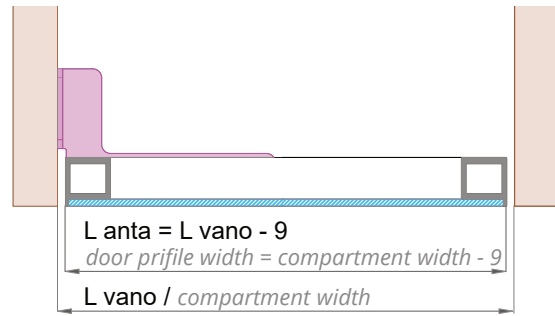 L anta = L vano - 9
door prifile width = compartment width - 9
L vano / compartment width